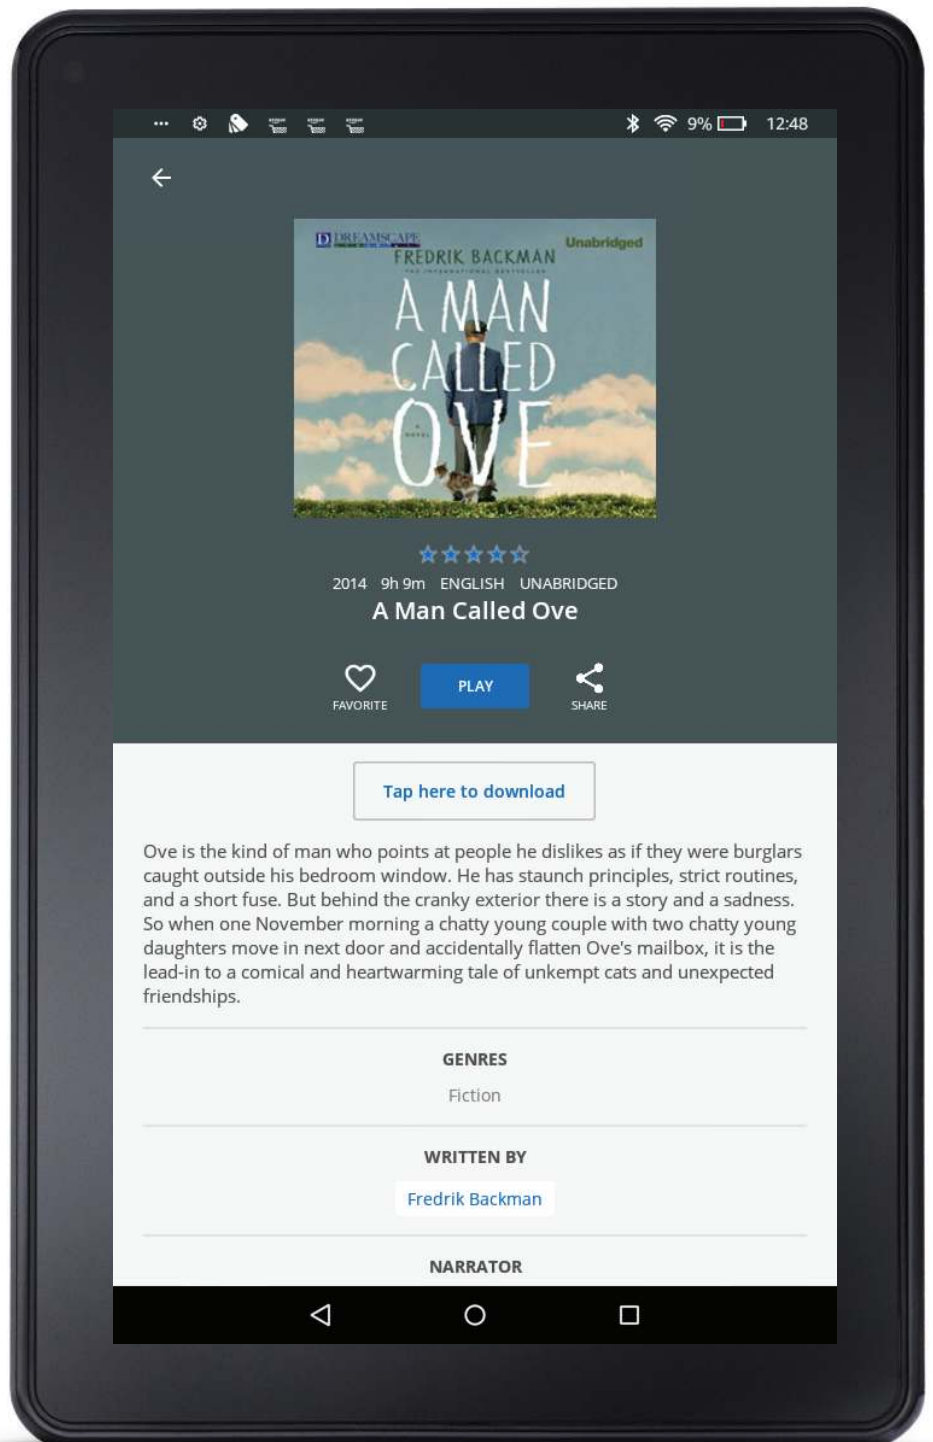 9% 12:48
DREAMSCAPE
Unabridged
FREDRIK BACKMAN
THE INTERNATIONAL BESTSELLER
A MAN
CALLED
OVE
A
NOVEL
2014 9h 9m ENGLISH UNABRIDGED
A Man Called Ove
FAVORITE
PLAY
SHARE
Tap here to download
Ove is the kind of man who points at people he dislikes as if they were burglars
caught outside his bedroom window. He has staunch principles, strict routines,
and a short fuse. But behind the cranky exterior there is a story and a sadness.
So when one November morning a chatty young couple with two chatty young
daughters move in next door and accidentally flatten Ove's mailbox, it is the
lead-in to a comical and heartwarming tale of unkempt cats and unexpected
friendships.
GENRES
Fiction
WRITTEN BY
Fredrik Backman
NARRATOR